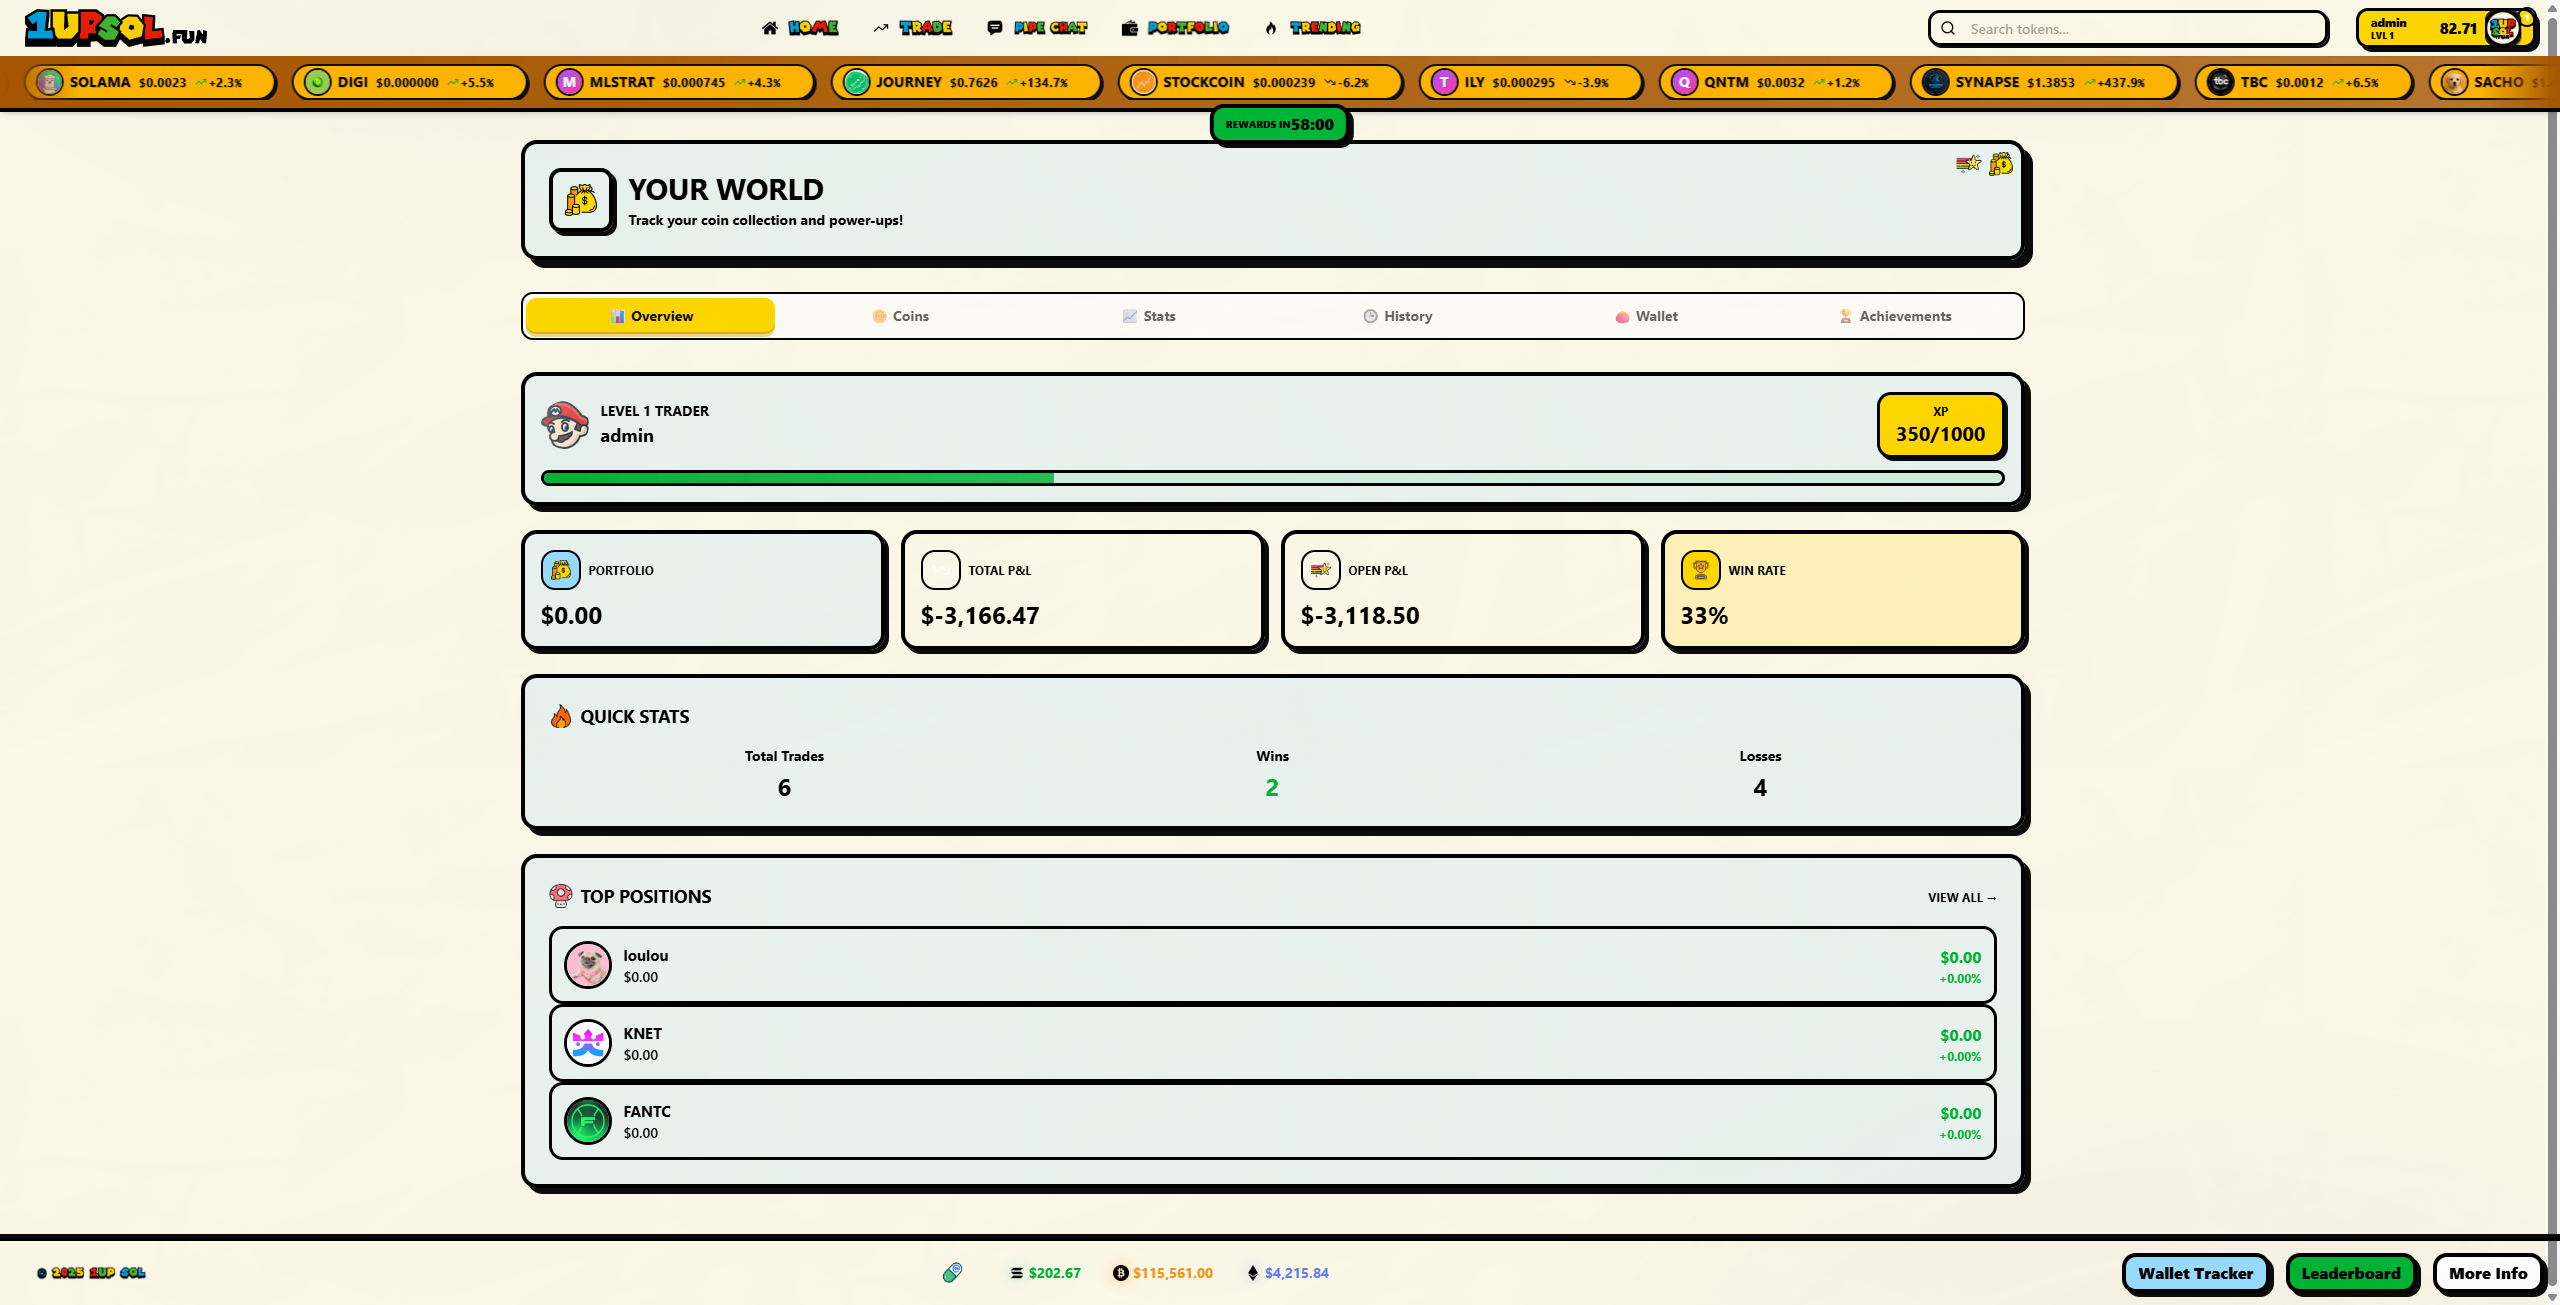 1UPSOL.FUN
HOME
TRADE
PIPE CHAT
PORTFOLIO
TRENDING
Search tokens...
admin
LVL 1
82.71
SOLAMA $0.0023 +2.3%
DIGI $0.000000 +5.5%
MLSTRAT $0.000745 +4.3%
JOURNEY $0.7626 +134.7%
STOCKCOIN $0.000239 -6.2%
ILY $0.000295 -3.9%
QNTM $0.0032 +1.2%
SYNAPSE $1.3853 +437.9%
TBC $0.0012 +6.5%
SACHO
REWARDS IN58:00
YOUR WORLD
Track your coin collection and power-ups!
Overview
Coins
Stats
History
Wallet
Achievements
LEVEL 1 TRADER
admin
XP
350/1000
PORTFOLIO
$0.00
TOTAL P&L
$-3,166.47
OPEN P&L
$-3,118.50
WIN RATE
33%
QUICK STATS
Total Trades
6
Wins
2
Losses
4
TOP POSITIONS
VIEW ALL →
loulou
$0.00
$0.00
+0.00%
KNET
$0.00
$0.00
+0.00%
FANTC
$0.00
$0.00
+0.00%
© 2025 1UP SOL
$202.67
$115,561.00
$4,215.84
Wallet Tracker
Leaderboard
More Info